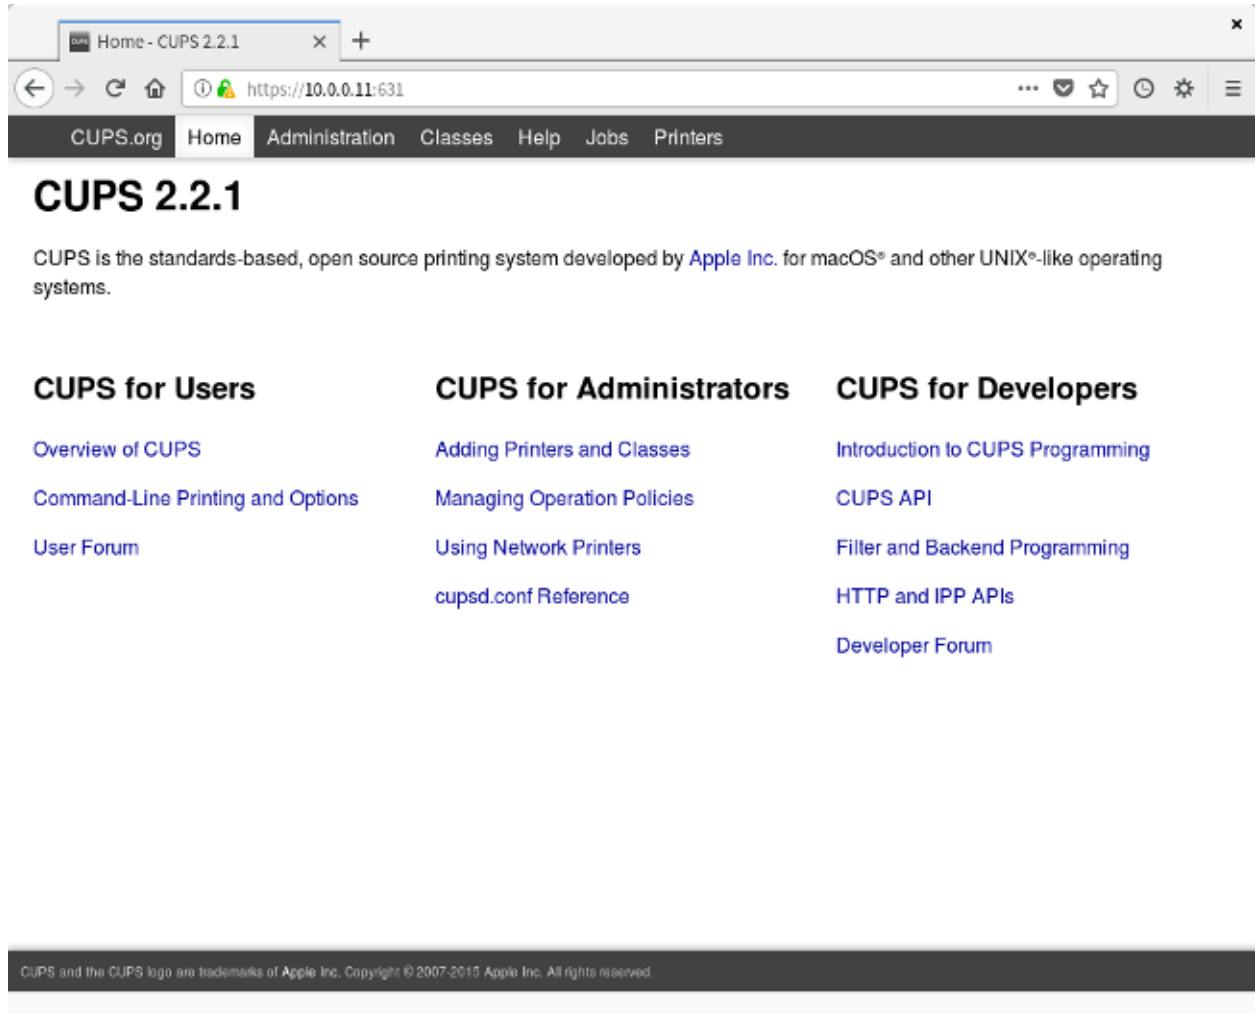 Home - CUPS 2.2.1
https://10.0.0.11:631
CUPS.org Home Administration Classes Help Jobs Printers
CUPS 2.2.1
CUPS is the standards-based, open source printing system developed by Apple Inc. for macOS® and other UNIX®-like operating
systems.
CUPS for Users
Overview of CUPS
Command-Line Printing and Options
User Forum
CUPS for Administrators
Adding Printers and Classes
Managing Operation Policies
Using Network Printers
cupsd.conf Reference
CUPS for Developers
Introduction to CUPS Programming
CUPS API
Filter and Backend Programming
HTTP and IPP APIs
Developer Forum
CUPS and the CUPS logo are trademarks of Apple Inc. Copyright © 2007-2015 Apple Inc. All rights reserved.